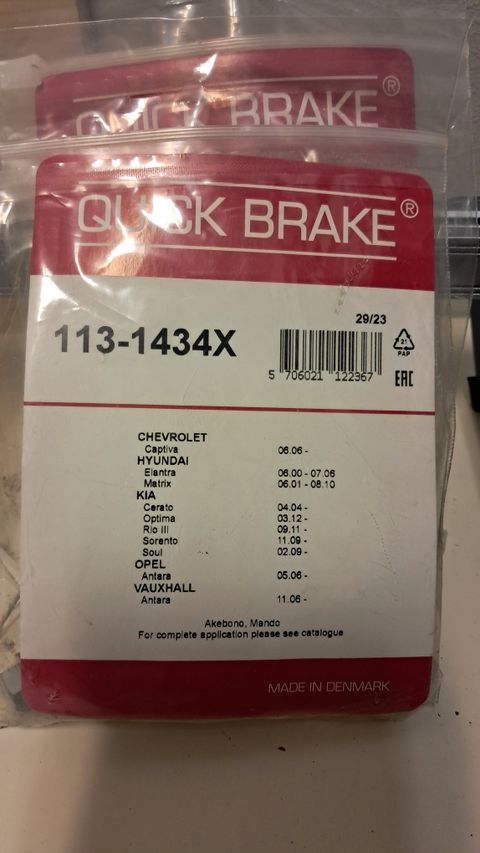 QUICK BRAKE®
QUICK BRAKE®
29/23
113-1434X
5 706021 122367
21
PAP
EAC
CHEVROLET
Captiva 06.06 -
HYUNDAI
Elantra 06.00 - 07.06
Matrix 06.01 - 08.10
KIA
Cerato 04.04 -
Optima 03.12 -
Rio III 09.11 -
Sorento 11.09 -
Soul 02.09 -
OPEL
Antara 05.06 -
VAUXHALL
Antara 11.06 -
Akebono, Mando
For complete application please see catalogue
MADE IN DENMARK